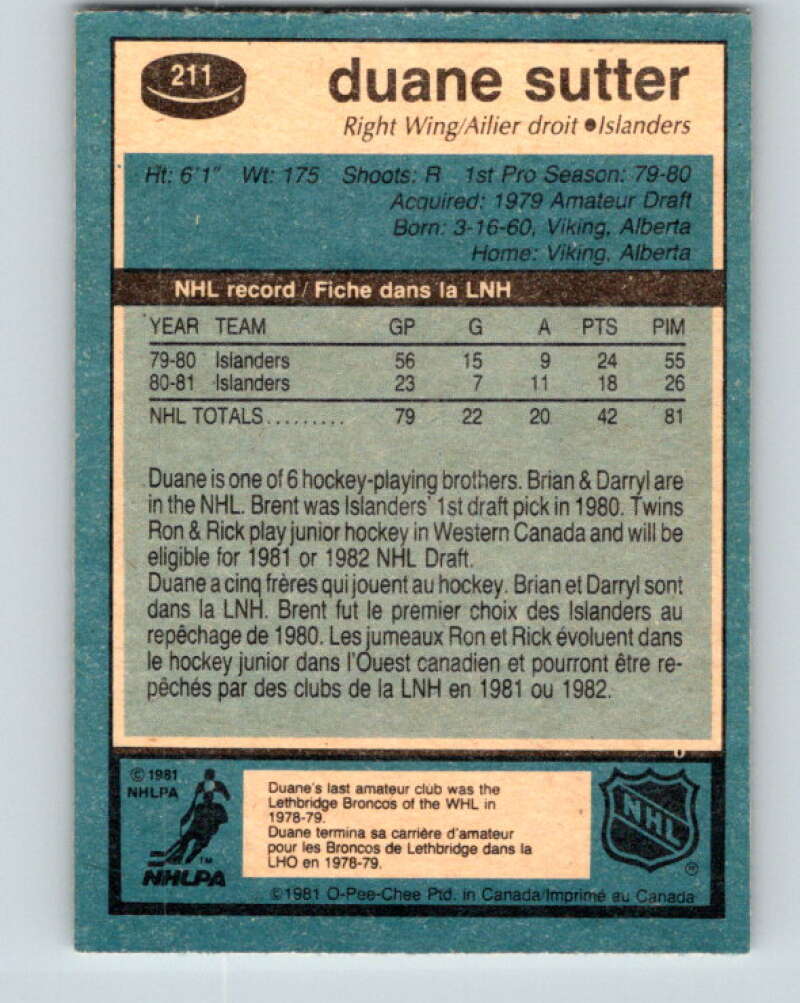 211
duane sutter
Right Wing/Ailier droit ●Islanders
Ht: 6'1" Wt: 175 Shoots: R 1st Pro Season: 79-80
Acquired: 1979 Amateur Draft
Born: 3-16-60, Viking, Alberta
Home: Viking, Alberta
NHL record / Fiche dans la LNH
YEAR TEAM GP G A PTS PIM
79-80 Islanders 56 15 9 24 55
80-81 Islanders 23 7 11 18 26
NHL TOTALS......... 79 22 20 42 81
Duane is one of 6 hockey-playing brothers. Brian & Darryl are
in the NHL. Brent was Islanders' 1st draft pick in 1980. Twins
Ron & Rick play junior hockey in Western Canada and will be
eligible for 1981 or 1982 NHL Draft.
Duane a cinq frères qui jouent au hockey. Brian et Darryl sont
dans la LNH. Brent fut le premier choix des Islanders au
repêchage de 1980. Les jumeaux Ron et Rick évoluent dans
le hockey junior dans l'Ouest canadien et pourront être re-
pêchés par des clubs de la LNH en 1981 ou 1982.
© 1981
NHLPA
TM
NHLPA
Duane's last amateur club was the
Lethbridge Broncos of the WHL in
1978-79.
Duane termina sa carrière d'amateur
pour les Broncos de Lethbridge dans la
LHO en 1978-79.
NHL
©1981 O-Pee-Chee Ptd. in Canada/Imprimé au Canada